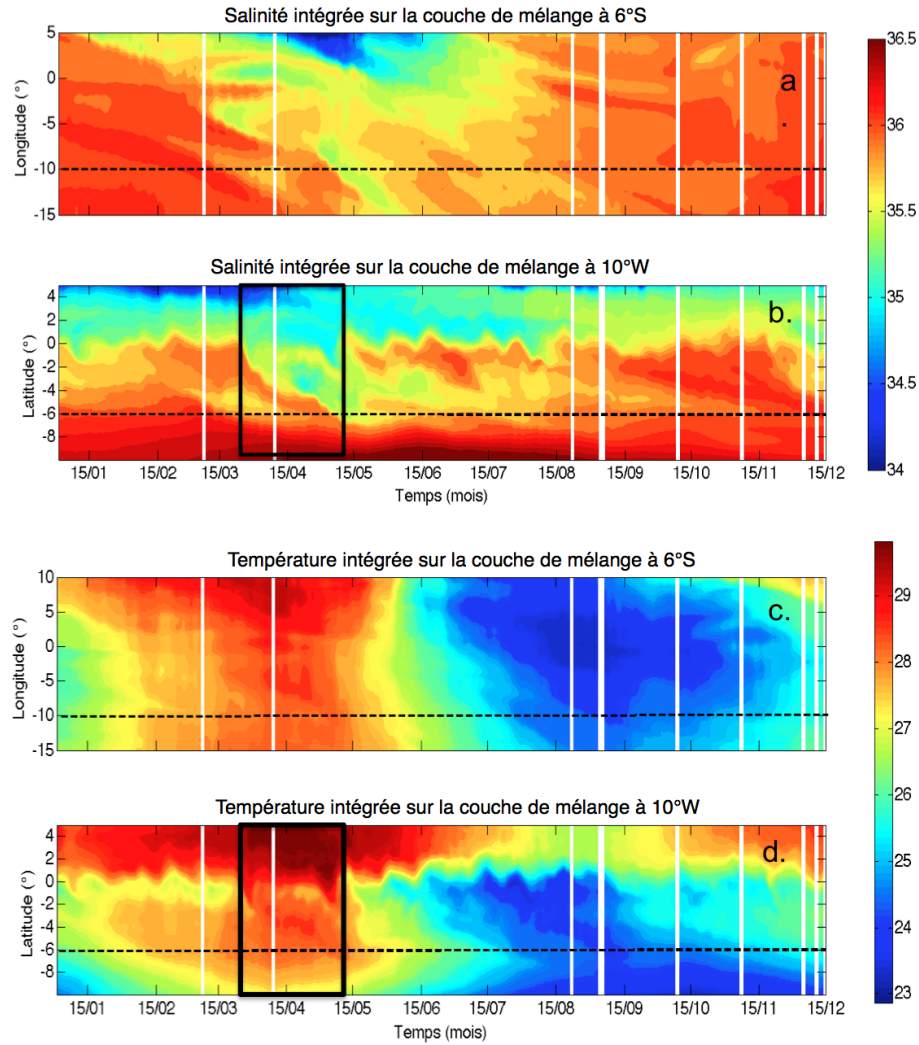 Salinité intégrée sur la couche de mélange à 6°S
5
0
-5
-10
-15
Longitude (°)
a
.
Salinité intégrée sur la couche de mélange à 10°W
4
2
0
-2
-4
-6
-8
Latitude (°)
b.
15/01 15/02 15/03 15/04 15/05 15/06 15/07 15/08 15/09 15/10 15/11 15/12
Temps (mois)
36.5
36
35.5
35
34.5
34
Température intégrée sur la couche de mélange à 6°S
10
5
0
-5
-10
-15
Longitude (°)
c.
Température intégrée sur la couche de mélange à 10°W
4
2
0
-2
-4
-6
-8
Latitude (°)
d.
15/01 15/02 15/03 15/04 15/05 15/06 15/07 15/08 15/09 15/10 15/11 15/12
Temps (mois)
29
28
27
26
25
24
23